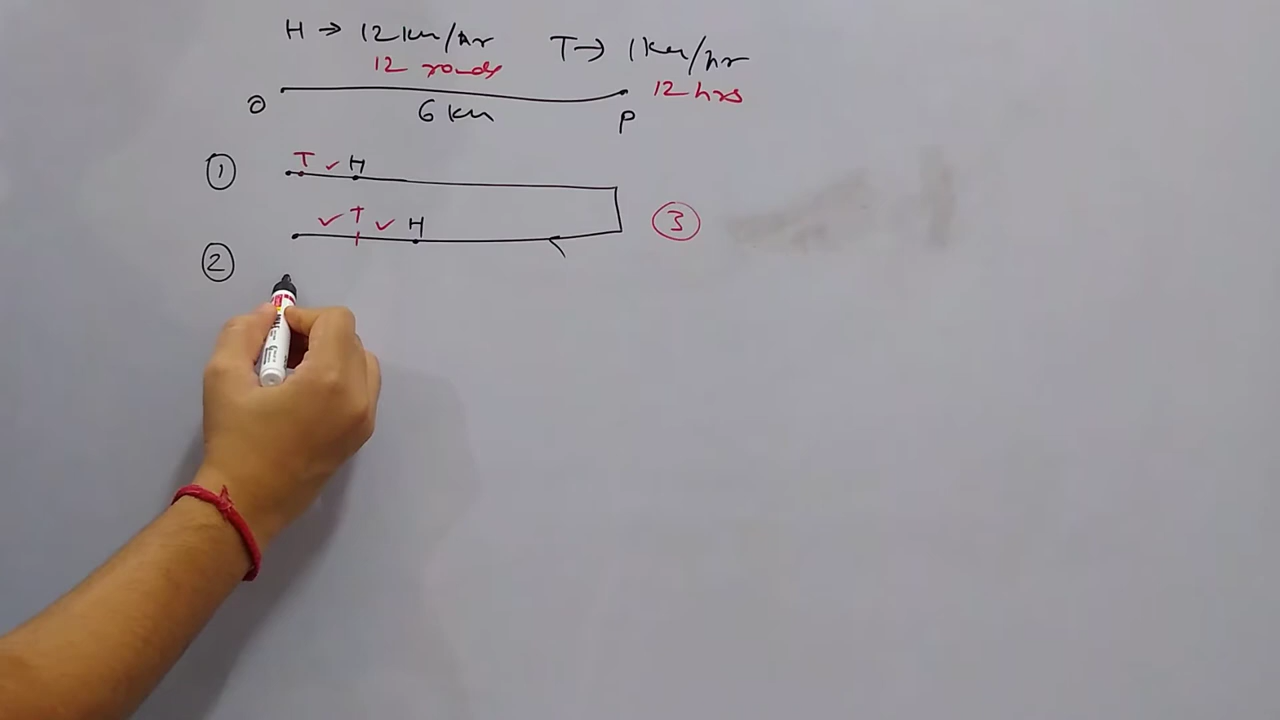 H → 12 km/hr T → 1 km/hr
12 rounds 12 hrs
O 6 km P
① T ✓ H
✓ T ✓ H ③
②